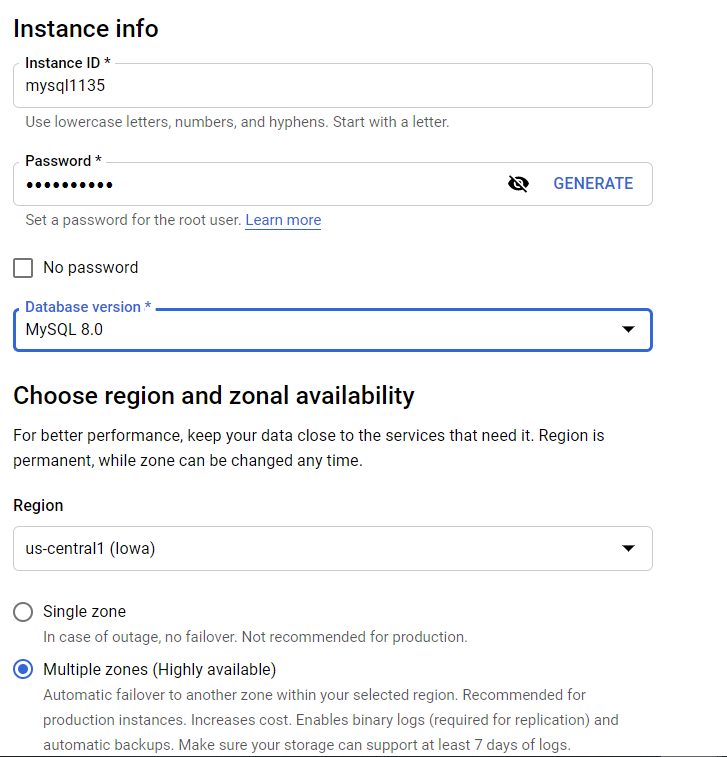 Instance info
Instance ID *
mysql1135
Use lowercase letters, numbers, and hyphens. Start with a letter.
Password *
••••••••••
GENERATE
Set a password for the root user. Learn more
No password
Database version *
MySQL 8.0
Choose region and zonal availability
For better performance, keep your data close to the services that need it. Region is
permanent, while zone can be changed any time.
Region
us-central1 (Iowa)
Single zone
In case of outage, no failover. Not recommended for production.
Multiple zones (Highly available)
Automatic failover to another zone within your selected region. Recommended for
production instances. Increases cost. Enables binary logs (required for replication) and
automatic backups. Make sure your storage can support at least 7 days of logs.